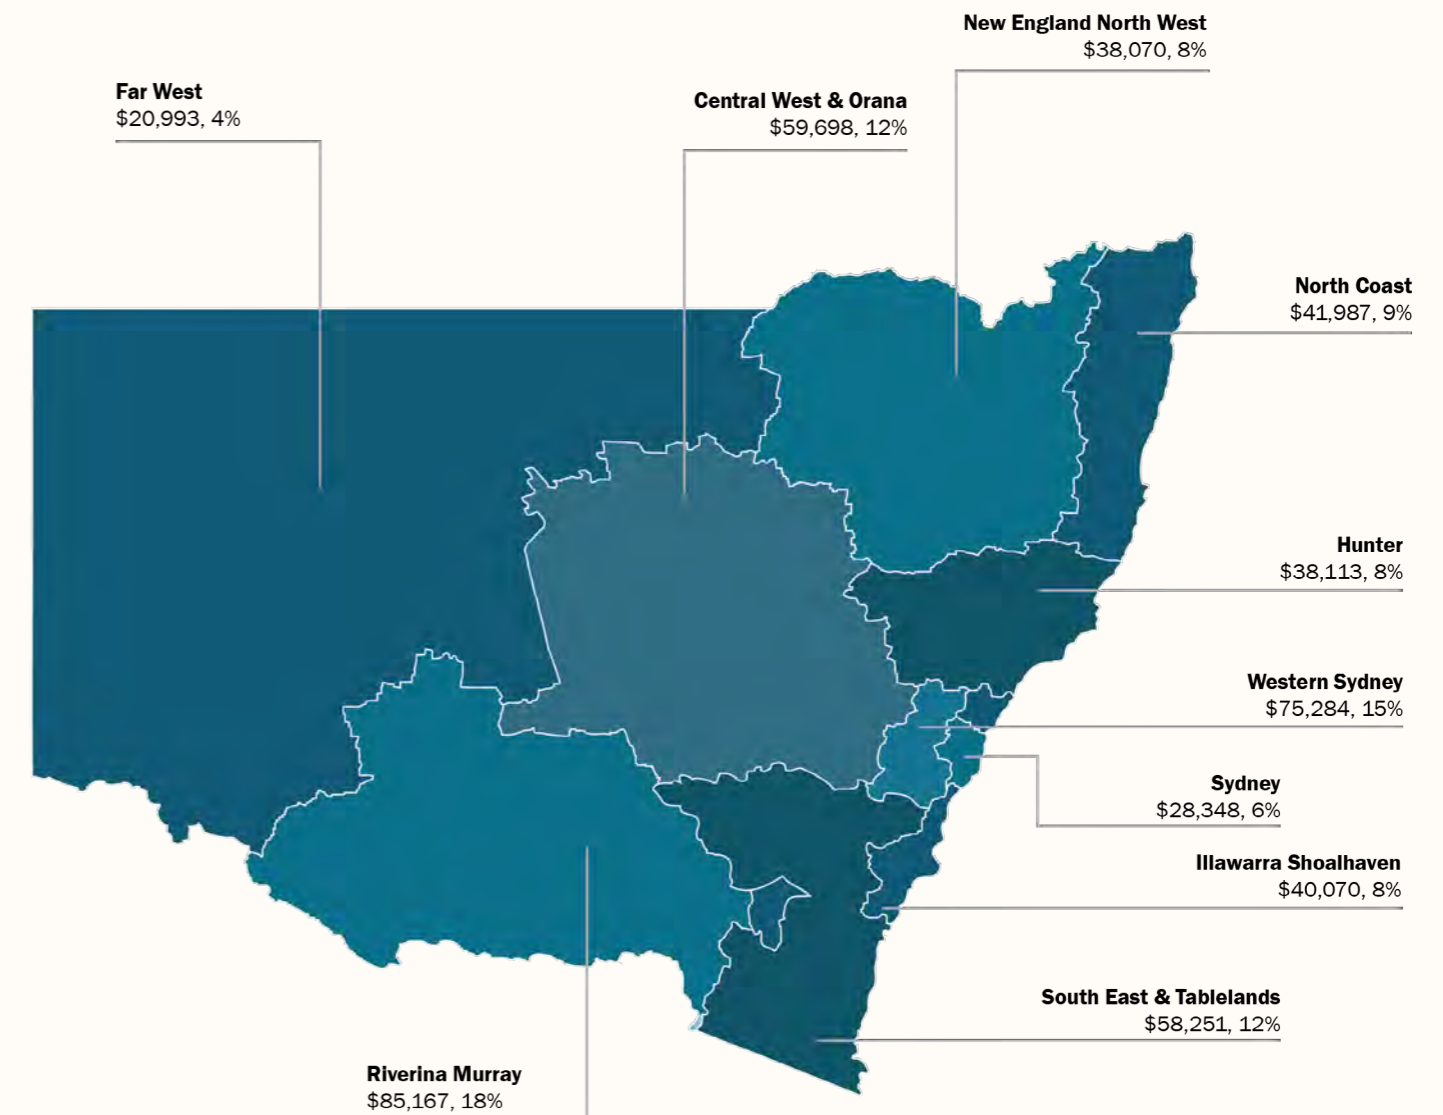 New England North West
$38,070, 8%
Far West
$20,993, 4%
Central West & Orana
$59,698, 12%
North Coast
$41,987, 9%
Hunter
$38,113, 8%
Western Sydney
$75,284, 15%
Sydney
$28,348, 6%
Illawarra Shoalhaven
$40,070, 8%
South East & Tablelands
$58,251, 12%
Riverina Murray
$85,167, 18%